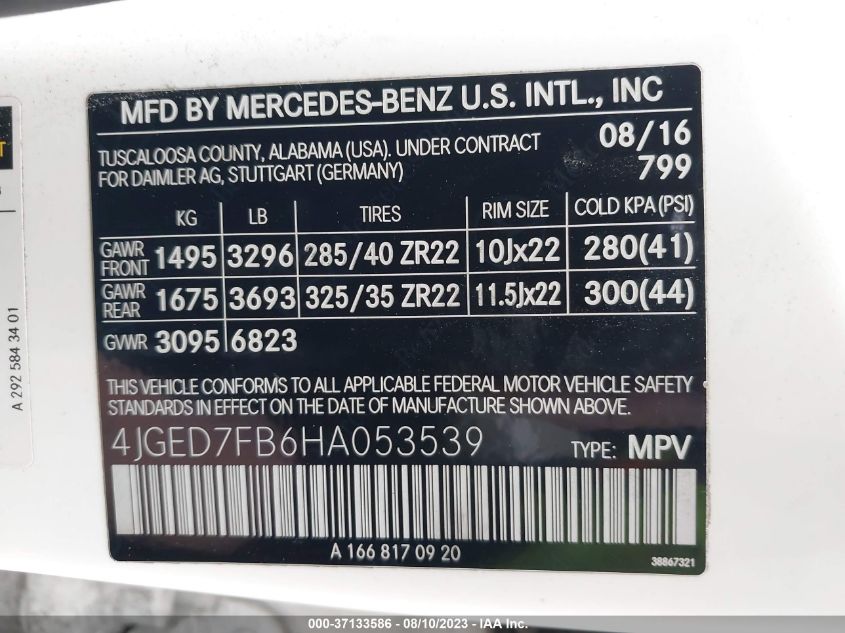 MFD BY MERCEDES-BENZ U.S. INTL., INC
TUSCALOOSA COUNTY, ALABAMA (USA). UNDER CONTRACT
FOR DAIMLER AG, STUTTGART (GERMANY)
08/16
799
KG LB TIRES RIM SIZE COLD KPA (PSI)
GAWR FRONT 1495 3296 285/40 ZR22 10Jx22 280(41)
GAWR REAR 1675 3693 325/35 ZR22 11.5Jx22 300(44)
GVWR 3095 6823
THIS VEHICLE CONFORMS TO ALL APPLICABLE FEDERAL MOTOR VEHICLE SAFETY
STANDARDS IN EFFECT ON THE DATE OF MANUFACTURE SHOWN ABOVE.
4JGED7FB6HA053539 TYPE: MPV
A 166 817 09 20
38867321
A 292 584 34 01
000-37133586 - 08/10/2023 - IAA Inc.